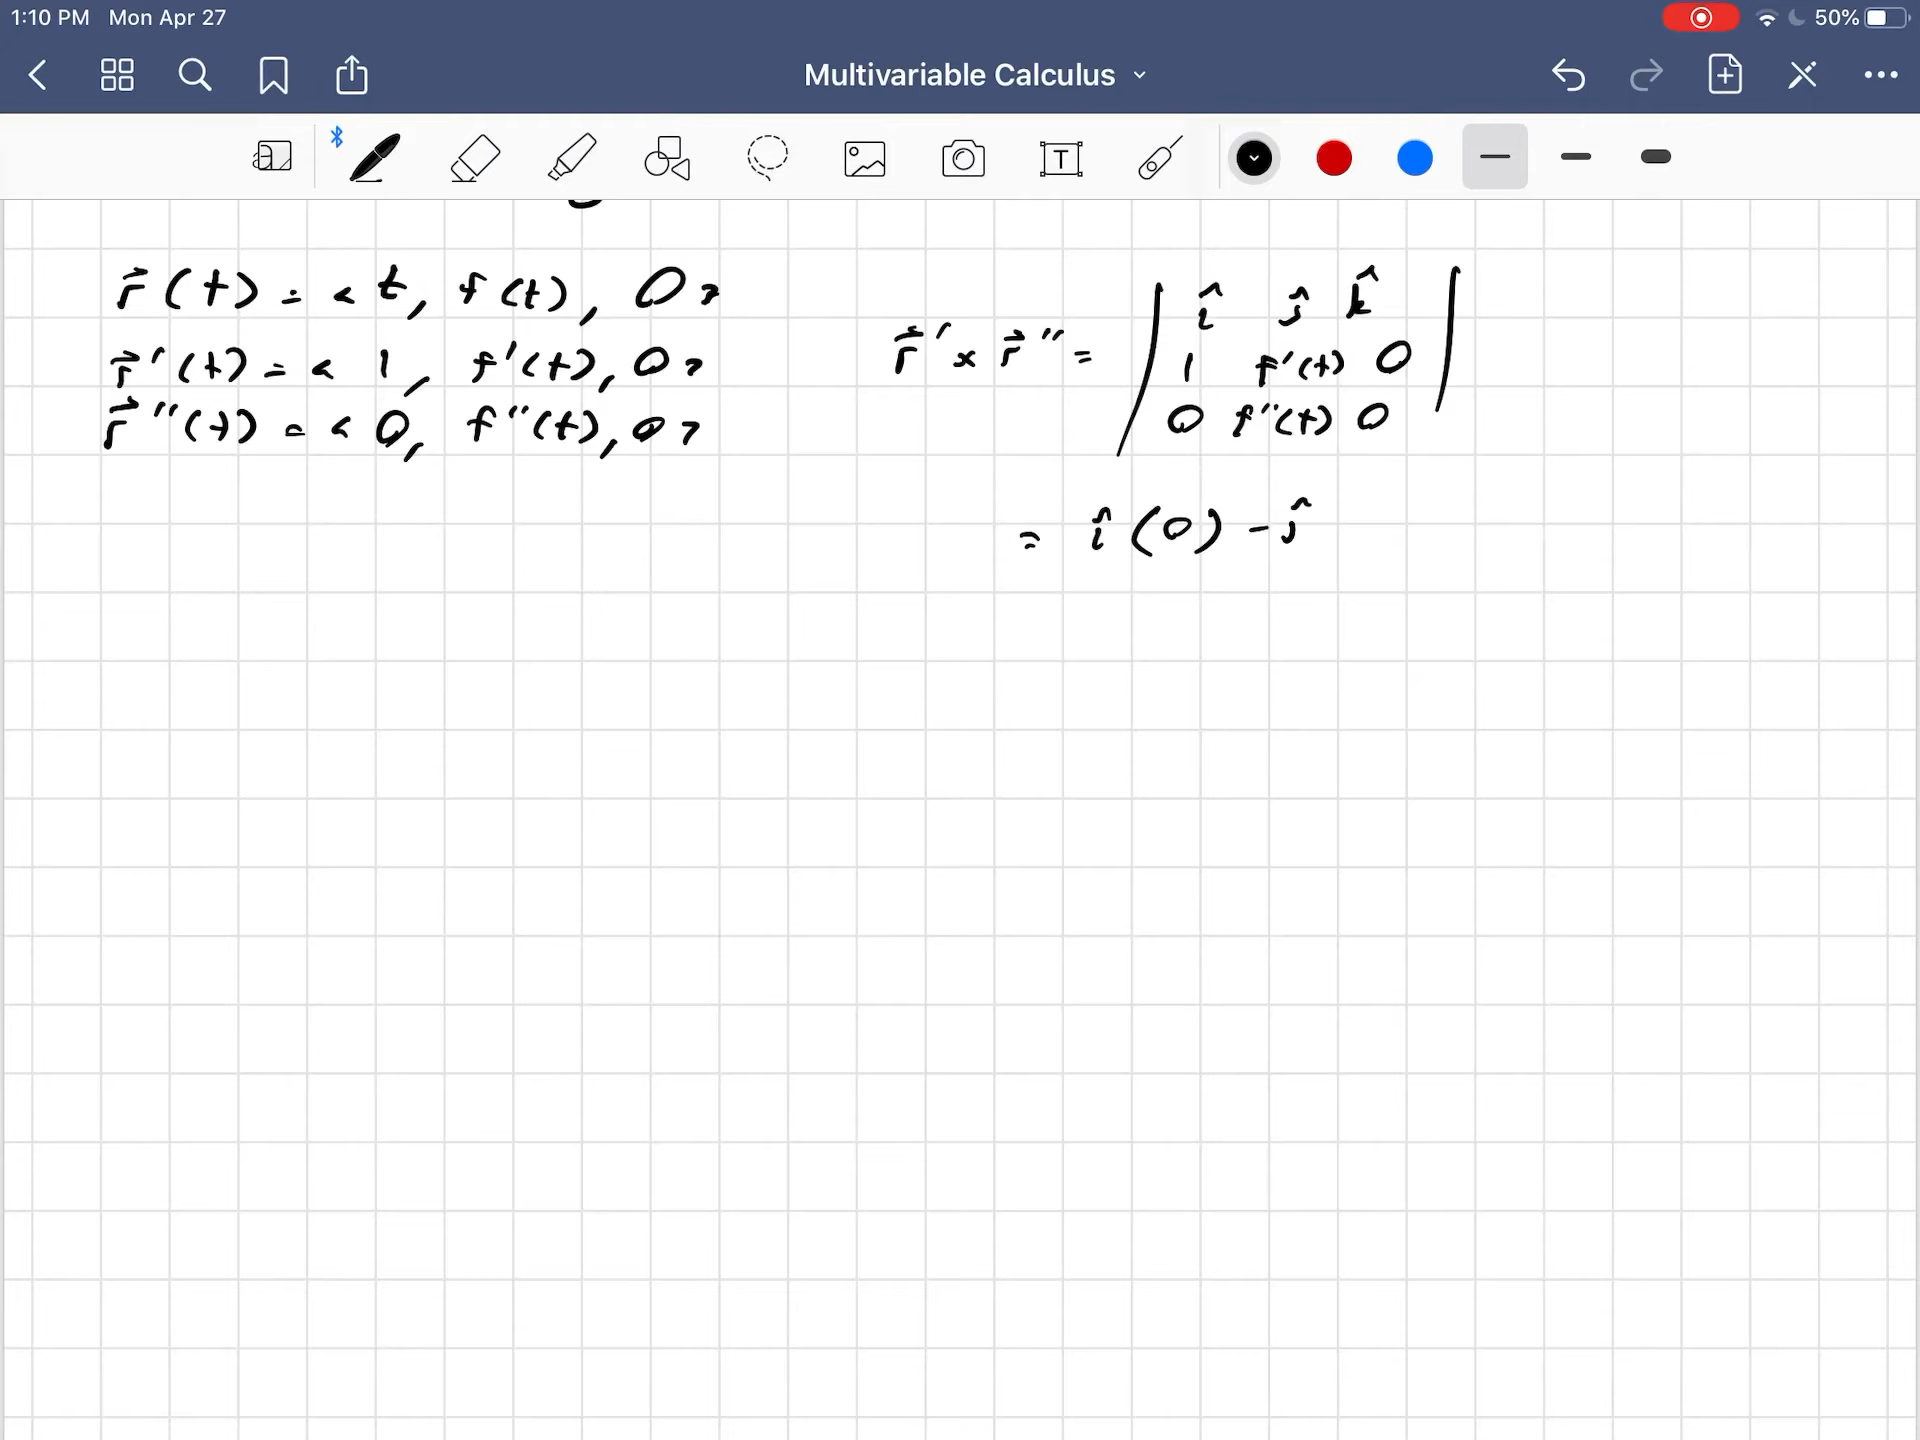 1:10 PM Mon Apr 27
50%
Multivariable Calculus
T
r⃗(t) = < t, f(t), 0>
r⃗'(t) = < 1, f'(t), 0>
r⃗''(t) = < 0, f''(t), 0>
r⃗' × r⃗'' = | î ĵ k̂ |
1 f'(t) 0
0 f''(t) 0
= î (0) - ĵ